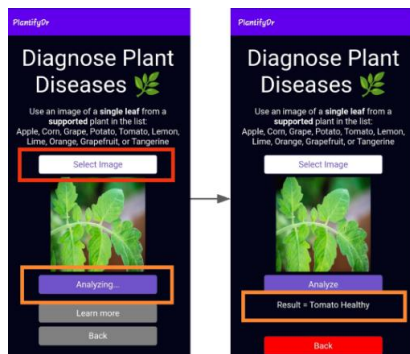 PlantifyDr
Diagnose Plant
Diseases 🌿
Use an image of a single leaf from a
supported plant in the list:
Apple, Corn, Grape, Potato, Tomato, Lemon,
Lime, Orange, Grapefruit, or Tangerine
Select Image
Analyzing...
Learn more
Back
PlantifyDr
Diagnose Plant
Diseases 🌿
Use an image of a single leaf from a
supported plant in the list:
Apple, Corn, Grape, Potato, Tomato, Lemon,
Lime, Orange, Grapefruit, or Tangerine
Select Image
Analyze
Result = Tomato Healthy
Back